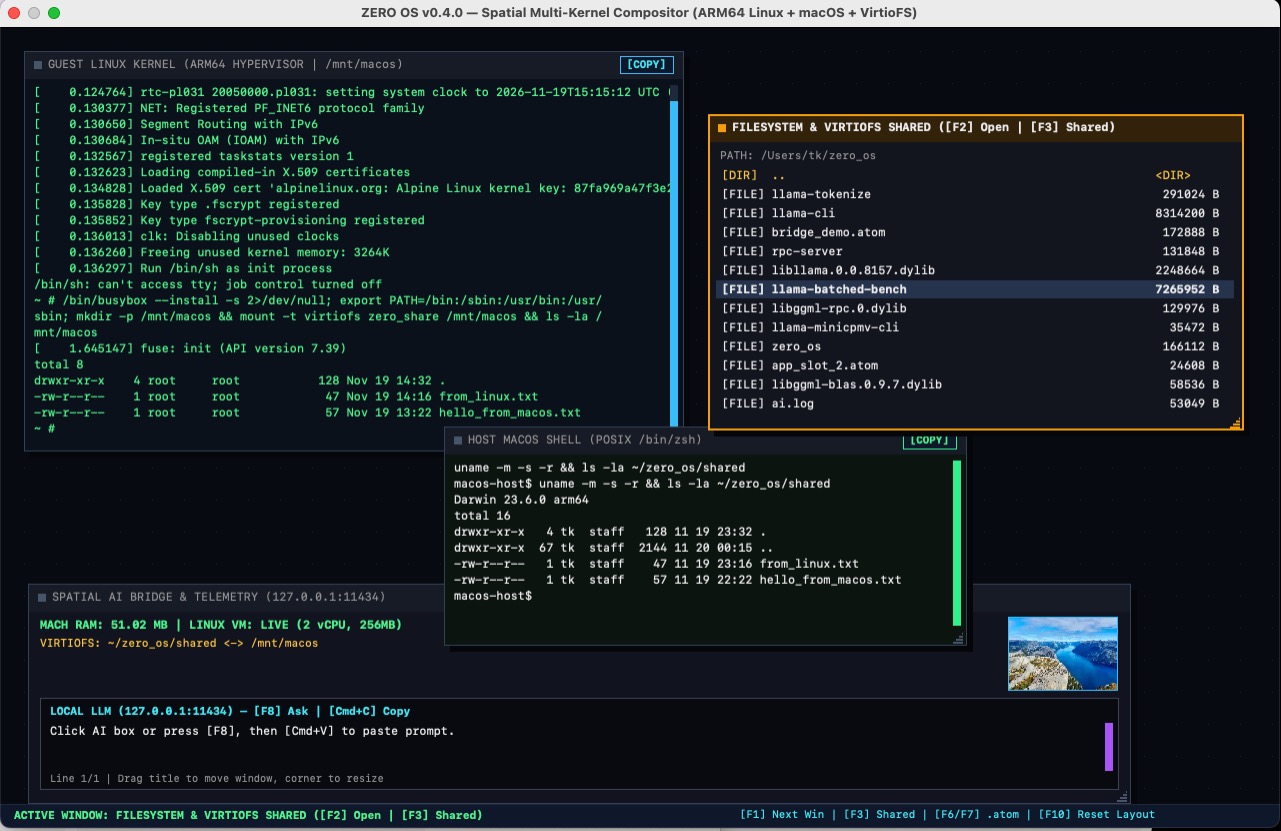 ZERO OS v0.4.0 — Spatial Multi-Kernel Compositor (ARM64 Linux + macOS + VirtioFS)
GUEST LINUX KERNEL (ARM64 HYPERVISOR | /mnt/macos)
[COPY]
[    0.124764] rtc-pl031 20050000.pl031: setting system clock to 2026-11-19T15:15:12 UTC (
[    0.130377] NET: Registered PF_INET6 protocol family
[    0.130650] Segment Routing with IPv6
[    0.130684] In-situ OAM (IOAM) with IPv6
[    0.132567] registered taskstats version 1
[    0.132623] Loading compiled-in X.509 certificates
[    0.134828] Loaded X.509 cert 'alpinelinux.org: Alpine Linux kernel key: 87fa969a47f3e2
[    0.135828] Key type .fscrypt registered
[    0.135852] Key type fscrypt-provisioning registered
[    0.136013] clk: Disabling unused clocks
[    0.136260] Freeing unused kernel memory: 3264K
[    0.136297] Run /bin/sh as init process
/bin/sh: can't access tty; job control turned off
~ # /bin/busybox --install -s 2>/dev/null; export PATH=/bin:/sbin:/usr/bin:/usr/
sbin; mkdir -p /mnt/macos && mount -t virtiofs zero_share /mnt/macos && ls -la /
mnt/macos
[    1.645147] fuse: init (API version 7.39)
total 8
drwxr-xr-x    4 root     root           128 Nov 19 14:32 .
-rw-r--r--    1 root     root            47 Nov 19 14:16 from_linux.txt
-rw-r--r--    1 root     root            57 Nov 19 13:22 hello_from_macos.txt
~ #
FILESYSTEM & VIRTIOFS SHARED ([F2] Open | [F3] Shared)
PATH: /Users/tk/zero_os
[DIR] .. <DIR>
[FILE] llama-tokenize 291024 B
[FILE] llama-cli 8314200 B
[FILE] bridge_demo.atom 172888 B
[FILE] rpc-server 131848 B
[FILE] libllama.0.0.8157.dylib 2248664 B
[FILE] llama-batched-bench 7265952 B
[FILE] libggml-rpc.0.dylib 129976 B
[FILE] llama-minicpmv-cli 35472 B
[FILE] zero_os 166112 B
[FILE] app_slot_2.atom 24608 B
[FILE] libggml-blas.0.9.7.dylib 58536 B
[FILE] ai.log 53049 B
HOST MACOS SHELL (POSIX /bin/zsh)
[COPY]
uname -m -s -r && ls -la ~/zero_os/shared
macos-host$ uname -m -s -r && ls -la ~/zero_os/shared
Darwin 23.6.0 arm64
total 16
drwxr-xr-x   4 tk  staff   128 11 19 23:32 .
drwxr-xr-x  67 tk  staff  2144 11 20 00:15 ..
-rw-r--r--   1 tk  staff    47 11 19 23:16 from_linux.txt
-rw-r--r--   1 tk  staff    57 11 19 22:22 hello_from_macos.txt
macos-host$
SPATIAL AI BRIDGE & TELEMETRY (127.0.0.1:11434)
MACH RAM: 51.02 MB | LINUX VM: LIVE (2 vCPU, 256MB)
VIRTIOFS: ~/zero_os/shared <-> /mnt/macos
LOCAL LLM (127.0.0.1:11434) — [F8] Ask | [Cmd+C] Copy
Click AI box or press [F8], then [Cmd+V] to paste prompt.
Line 1/1 | Drag title to move window, corner to resize
ACTIVE WINDOW: FILESYSTEM & VIRTIOFS SHARED ([F2] Open | [F3] Shared)
[F1] Next Win | [F3] Shared | [F6/F7] .atom | [F10] Reset Layout